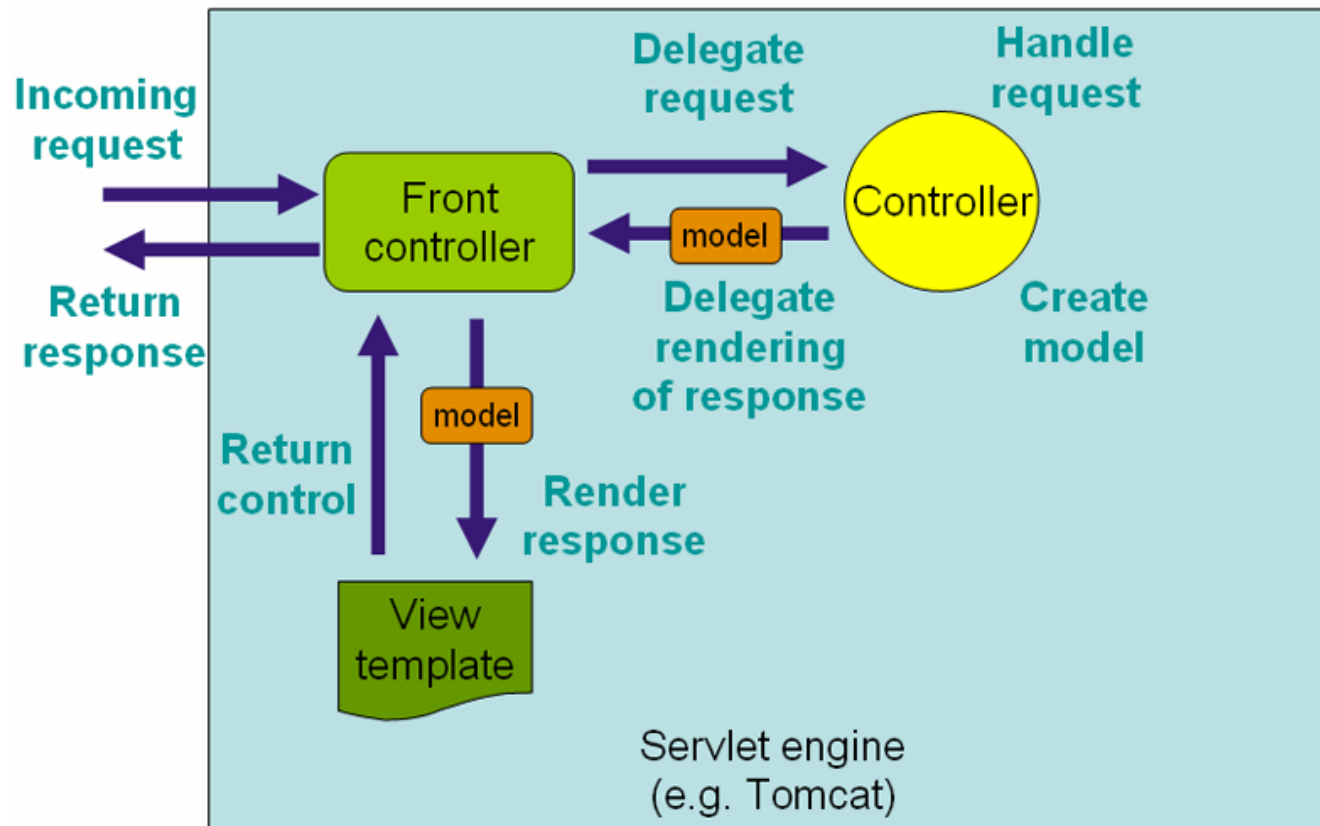 Delegate
request
Handle
request
Incoming
request
Front
controller
Controller
model
Return
response
Delegate
rendering
of response
Create
model
model
Return
control
Render
response
View
template
Servlet engine
(e.g. Tomcat)